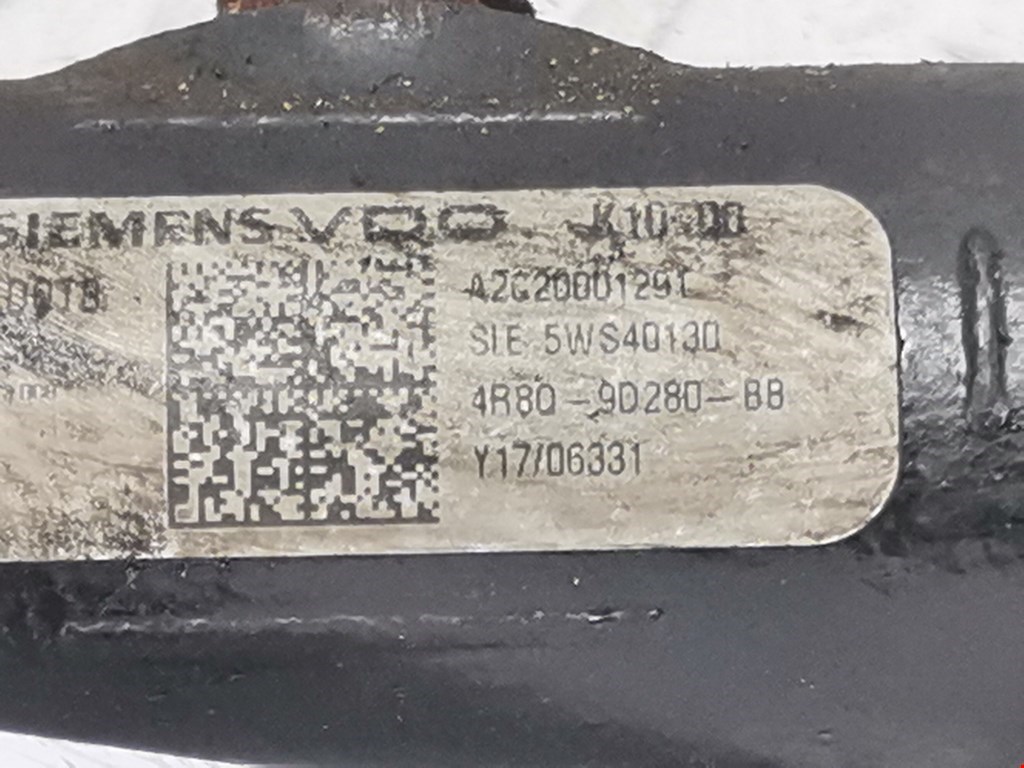 SIEMENS VDO K10-00
A2C20001291
SIE 5WS40130
4R80-9D280-BB
Y17/06331